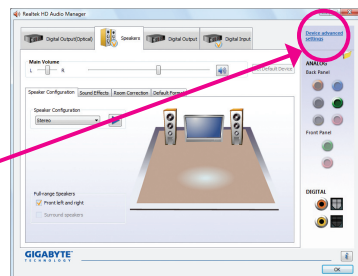 Realtek HD Audio Manager
Digital Output(Optical)
Speakers
Digital Output
Digital Input
Device advanced
settings
Main Volume
L
R
Default Device
ANALOG
Back Panel
Speaker Configuration
Sound Effects
Room Correction
Default Format
Speaker Configuration
Stereo
Front Panel
Full-range Speakers
Front left and right
Surround speakers
DIGITAL
GIGABYTE
TECHNOLOGY
OK